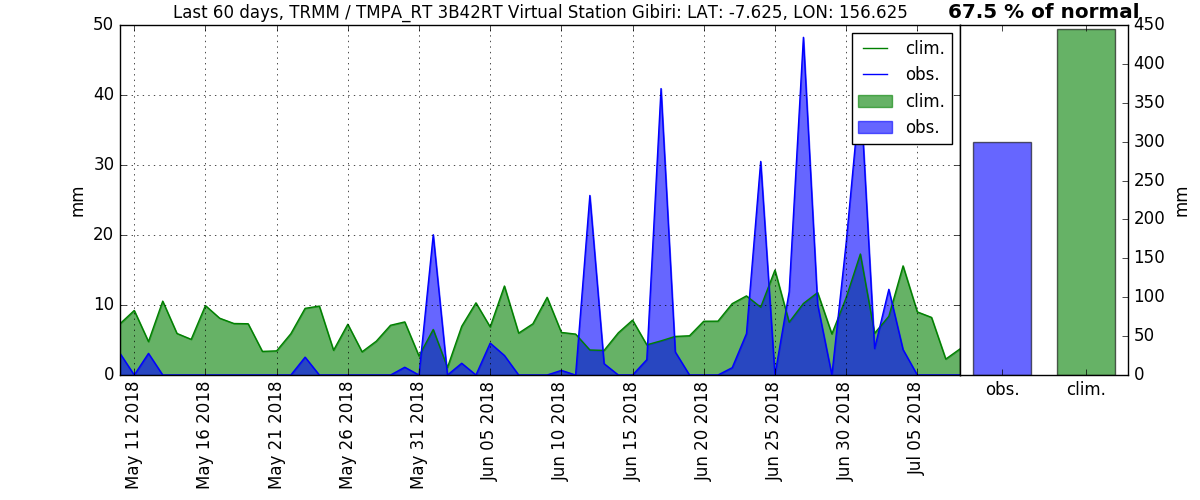 Last 60 days, TRMM / TMPA_RT 3B42RT Virtual Station Gibiri: LAT: -7.625, LON: 156.625
67.5 % of normal
50
40
30
20
10
0
mm
clim.
obs.
clim.
obs.
450
400
350
300
250
200
150
100
50
0
mm
May 11 2018
May 16 2018
May 21 2018
May 26 2018
May 31 2018
Jun 05 2018
Jun 10 2018
Jun 15 2018
Jun 20 2018
Jun 25 2018
Jun 30 2018
Jul 05 2018
obs.
clim.